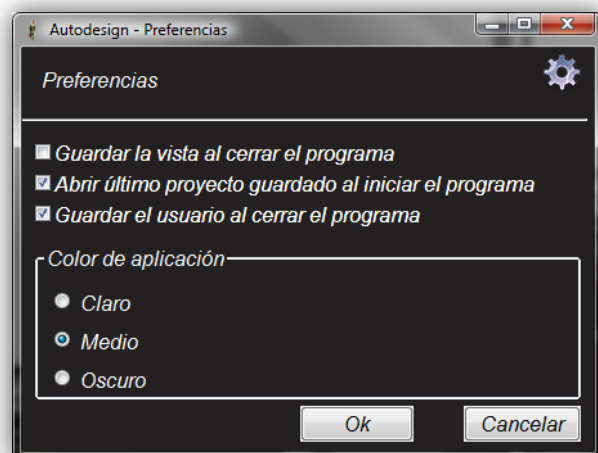 Autodesign - Preferencias
Preferencias
Guardar la vista al cerrar el programa
Abrir último proyecto guardado al iniciar el programa
Guardar el usuario al cerrar el programa
Color de aplicación
Claro
Medio
Oscuro
Ok
Cancelar